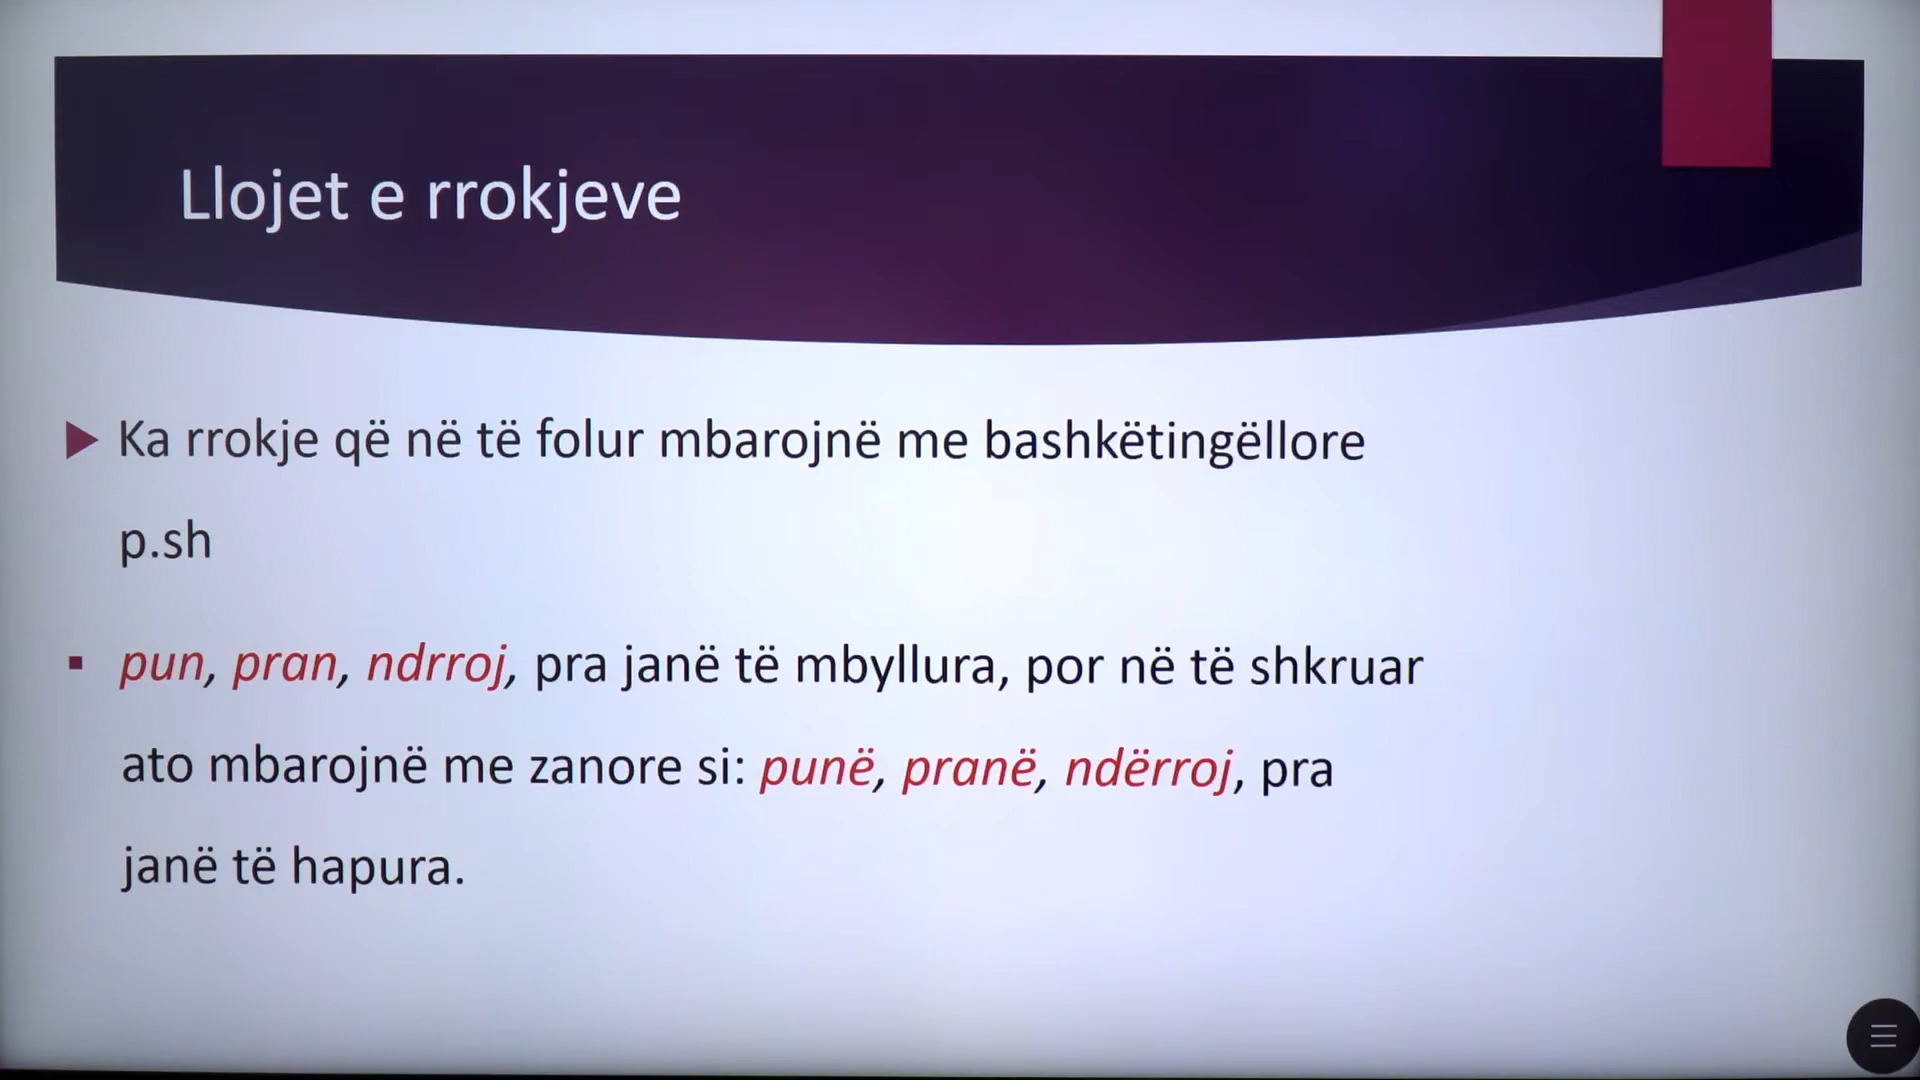 Llojet e rrokjeve
Ka rrokje që në të folur mbarojnë me bashkëtingëllore
p.sh
pun, pran, ndrroj, pra janë të mbyllura, por në të shkruar
ato mbarojnë me zanore si: punë, pranë, ndërroj, pra
janë të hapura.